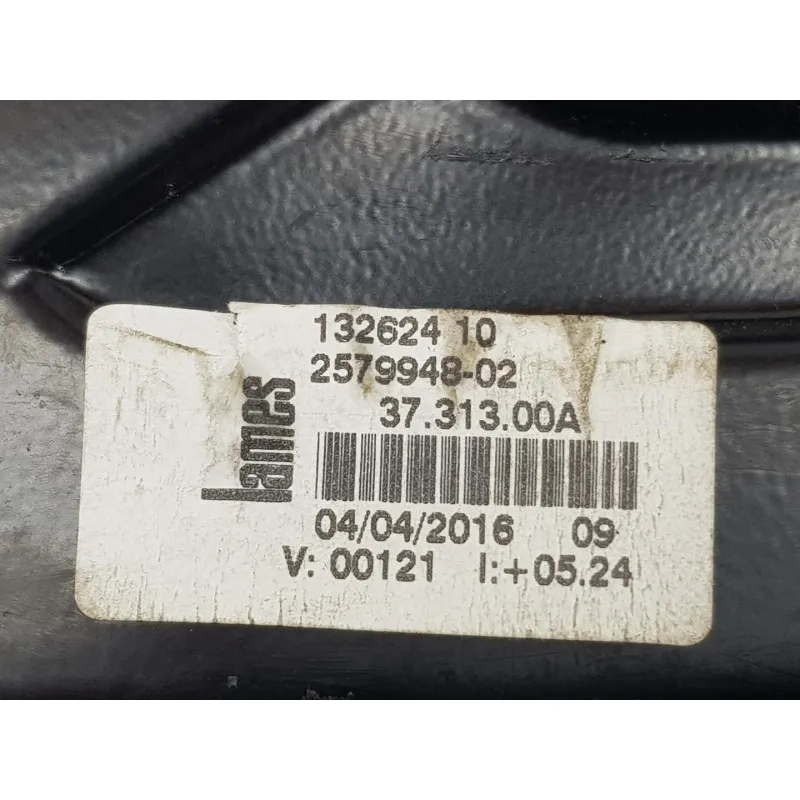 132624 10
2579948-02
37.313.00A
Lames
04/04/2016 09
V: 00121 I:+05.24